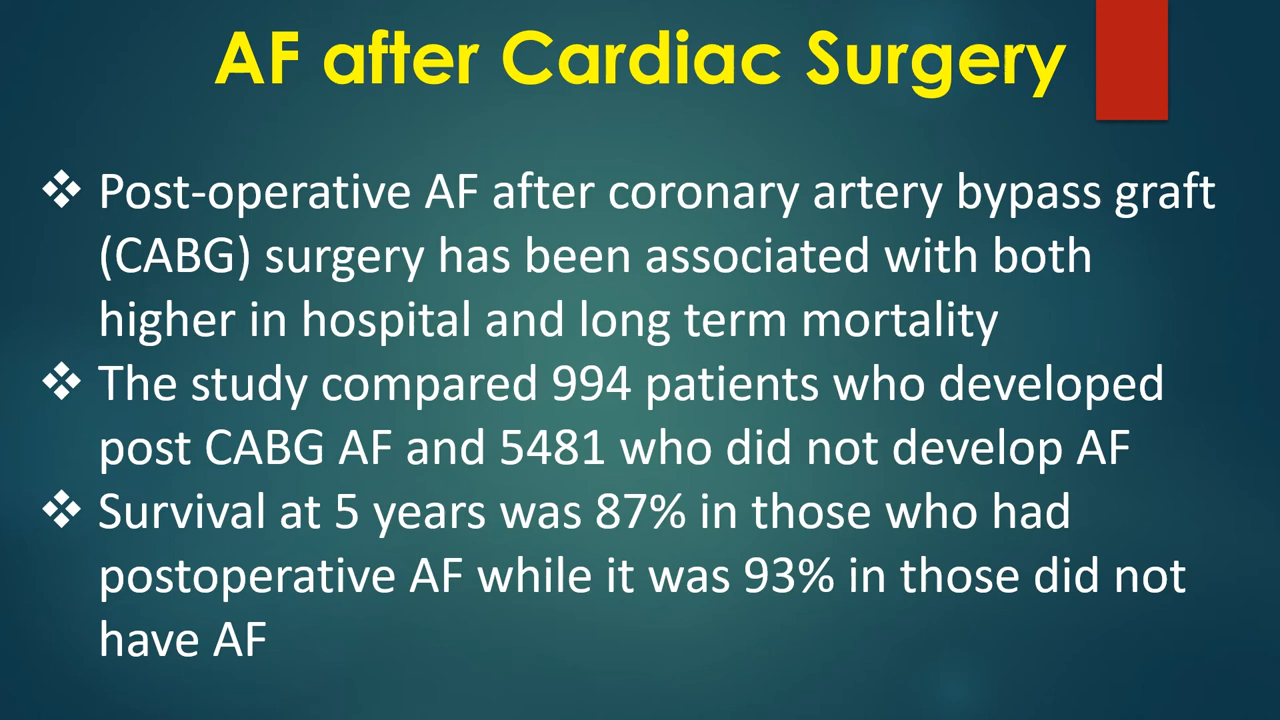 AF after Cardiac Surgery
❖ Post-operative AF after coronary artery bypass graft
(CABG) surgery has been associated with both
higher in hospital and long term mortality
❖ The study compared 994 patients who developed
post CABG AF and 5481 who did not develop AF
❖ Survival at 5 years was 87% in those who had
postoperative AF while it was 93% in those did not
have AF